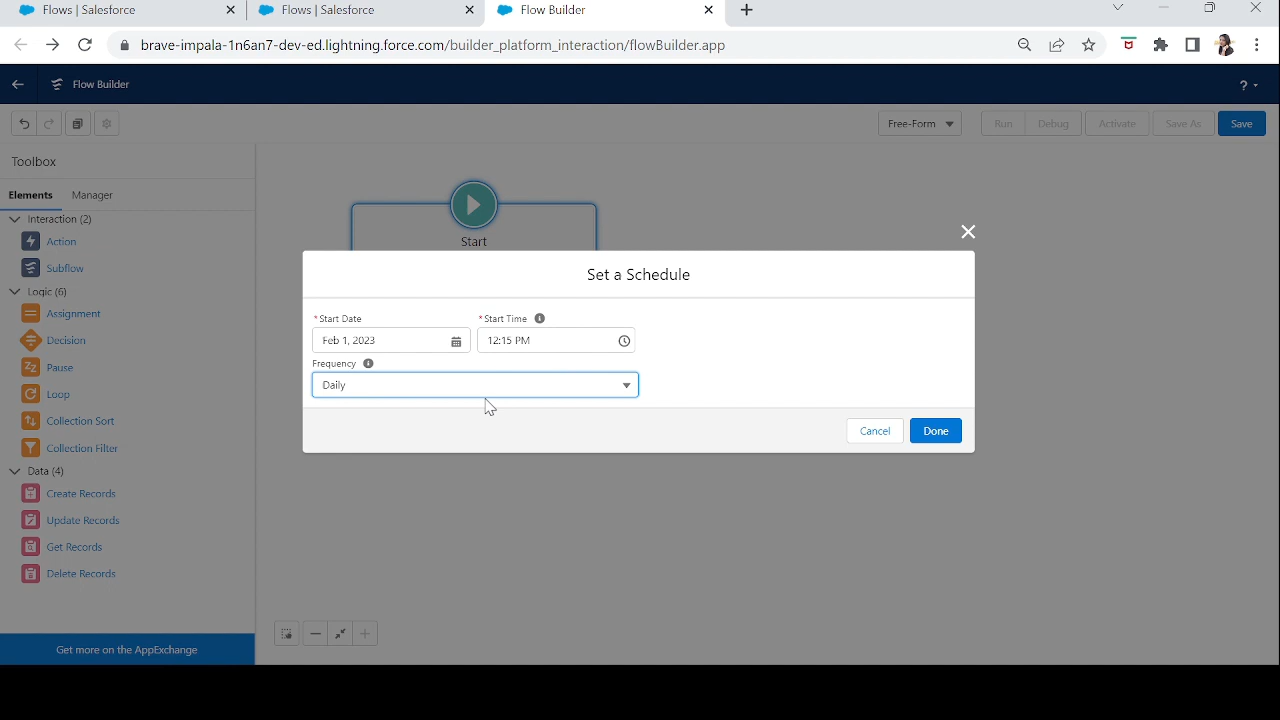 Flows | Salesforce
Flows | Salesforce
Flow Builder
brave-impala-1n6an7-dev-ed.lightning.force.com/builder_platform_interaction/flowBuilder.app
Flow Builder
?
Free-Form
Run
Debug
Activate
Save As
Save
Toolbox
Elements
Manager
Interaction (2)
Action
Subflow
Logic (6)
Assignment
Decision
Pause
Loop
Collection Sort
Collection Filter
Data (4)
Create Records
Update Records
Get Records
Delete Records
Get more on the AppExchange
Start
Set a Schedule
* Start Date
* Start Time
Feb 1, 2023
12:15 PM
Frequency
Daily
Cancel
Done